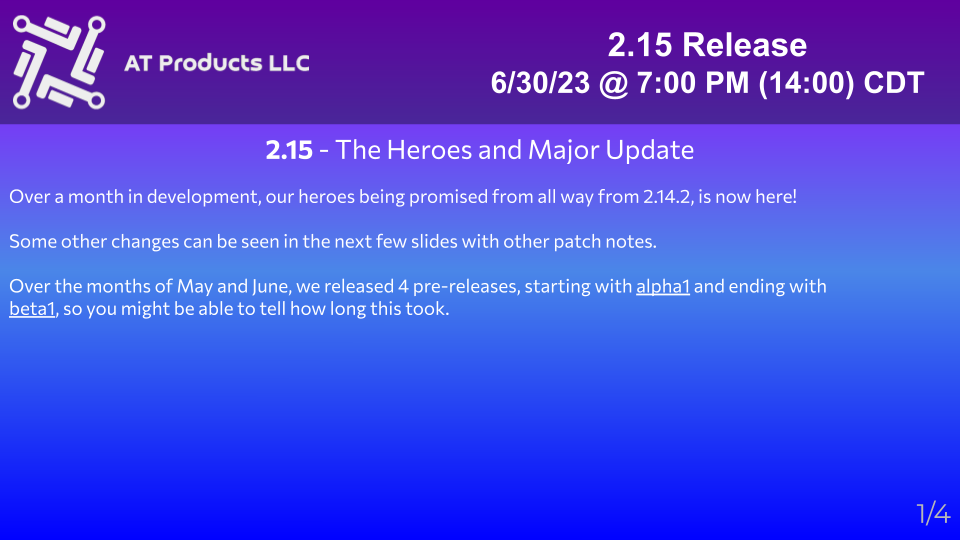 AT Products LLC
2.15 Release
6/30/23 @ 7:00 PM (14:00) CDT
2.15 - The Heroes and Major Update
Over a month in development, our heroes being promised from all way from 2.14.2, is now here!
Some other changes can be seen in the next few slides with other patch notes.
Over the months of May and June, we released 4 pre-releases, starting with alpha1 and ending with
beta1, so you might be able to tell how long this took.
1/4